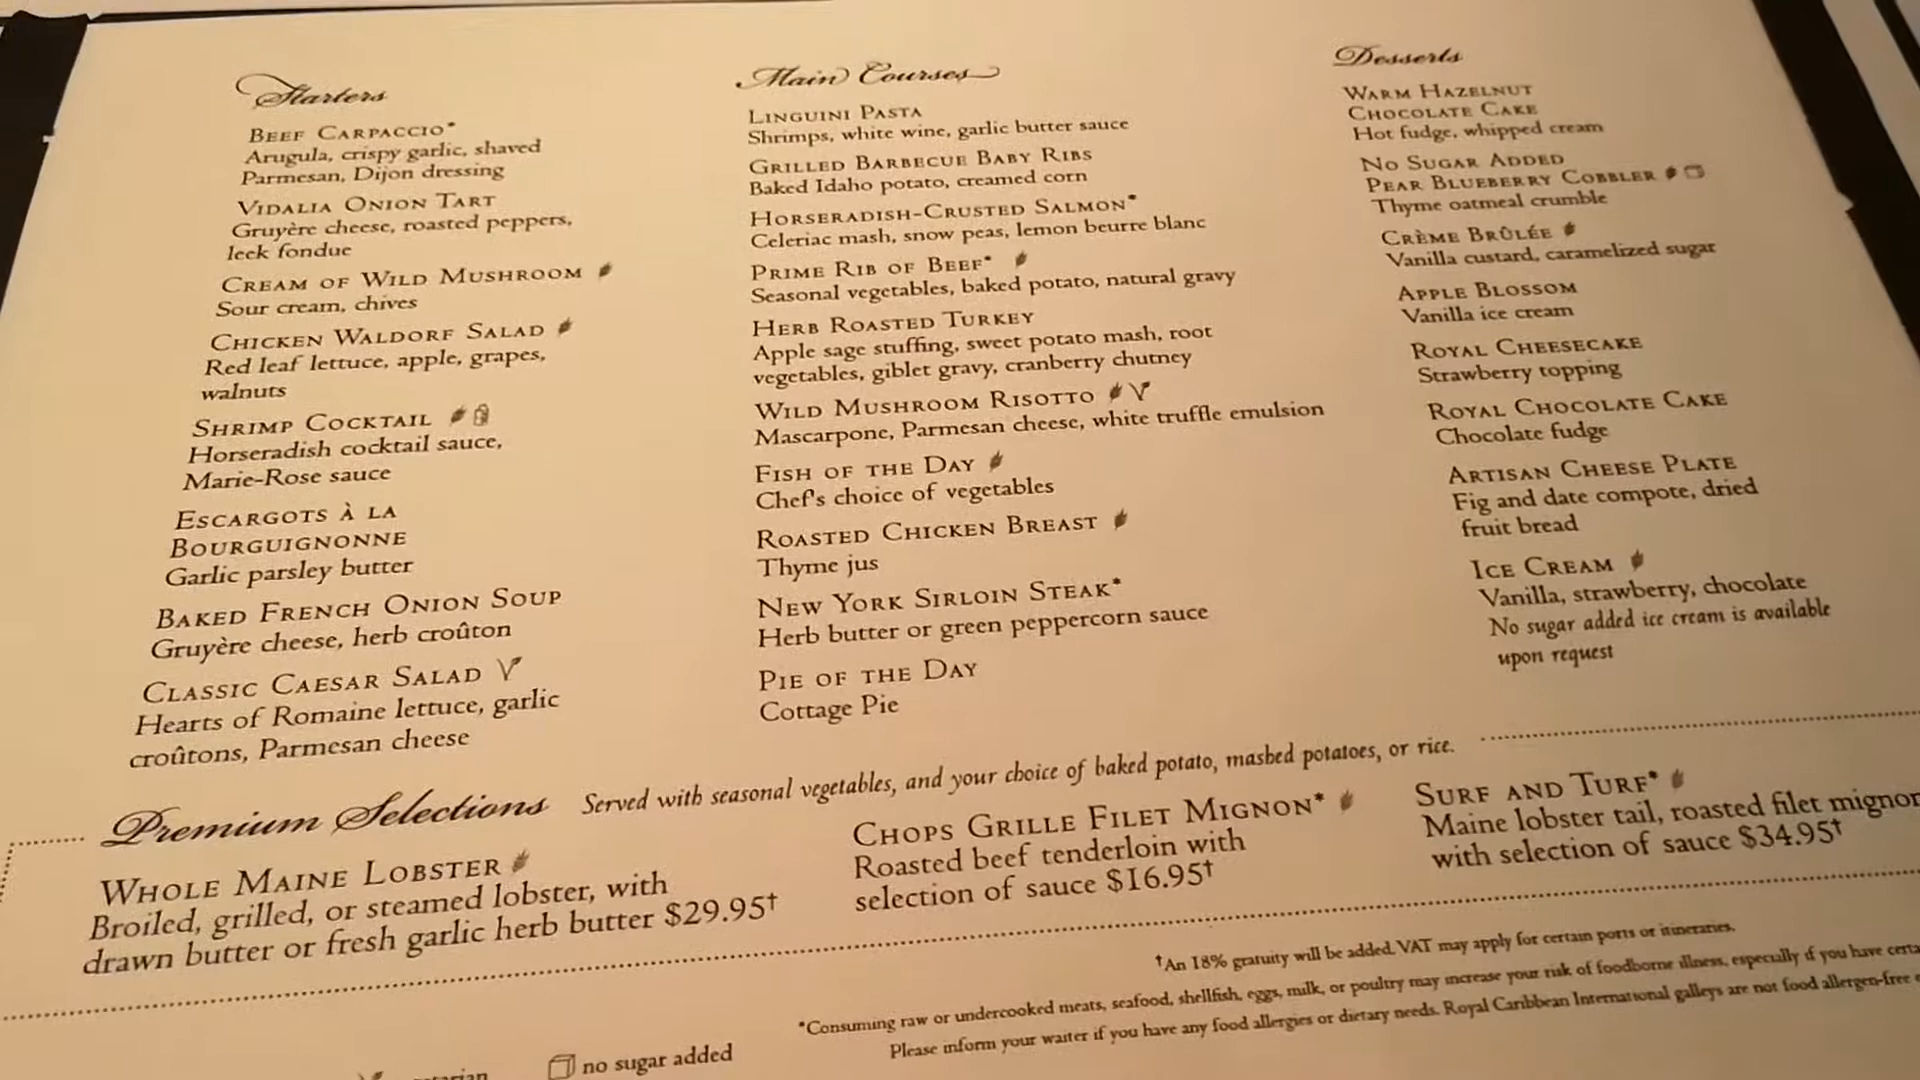 Starters
BEEF CARPACCIO*
Arugula, crispy garlic, shaved
Parmesan, Dijon dressing
VIDALIA ONION TART
Gruyère cheese, roasted peppers,
leek fondue
CREAM OF WILD MUSHROOM
Sour cream, chives
CHICKEN WALDORF SALAD
Red leaf lettuce, apple, grapes,
walnuts
SHRIMP COCKTAIL
Horseradish cocktail sauce,
Marie-Rose sauce
ESCARGOTS À LA
BOURGUIGNONNE
Garlic parsley butter
BAKED FRENCH ONION SOUP
Gruyère cheese, herb croûton
CLASSIC CAESAR SALAD
Hearts of Romaine lettuce, garlic
croûtons, Parmesan cheese
Main Courses
LINGUINI PASTA
Shrimps, white wine, garlic butter sauce
GRILLED BARBECUE BABY RIBS
Baked Idaho potato, creamed corn
HORSERADISH-CRUSTED SALMON*
Celeriac mash, snow peas, lemon beurre blanc
PRIME RIB OF BEEF*
Seasonal vegetables, baked potato, natural gravy
HERB ROASTED TURKEY
Apple sage stuffing, sweet potato mash, root
vegetables, giblet gravy, cranberry chutney
WILD MUSHROOM RISOTTO
Mascarpone, Parmesan cheese, white truffle emulsion
FISH OF THE DAY
Chef's choice of vegetables
ROASTED CHICKEN BREAST
Thyme jus
NEW YORK SIRLOIN STEAK*
Herb butter or green peppercorn sauce
PIE OF THE DAY
Cottage Pie
Desserts
WARM HAZELNUT
CHOCOLATE CAKE
Hot fudge, whipped cream
NO SUGAR ADDED
PEAR BLUEBERRY COBBLER
Thyme oatmeal crumble
CRÈME BRÛLÉE
Vanilla custard, caramelized sugar
APPLE BLOSSOM
Vanilla ice cream
ROYAL CHEESECAKE
Strawberry topping
ROYAL CHOCOLATE CAKE
Chocolate fudge
ARTISAN CHEESE PLATE
Fig and date compote, dried
fruit bread
ICE CREAM
Vanilla, strawberry, chocolate
No sugar added ice cream is available
upon request
Premium Selections Served with seasonal vegetables, and your choice of baked potato, mashed potatoes, or rice.
WHOLE MAINE LOBSTER
Broiled, grilled, or steamed lobster, with
drawn butter or fresh garlic herb butter $29.95†
CHOPS GRILLE FILET MIGNON*
Roasted beef tenderloin with
selection of sauce $16.95†
SURF AND TURF*
Maine lobster tail, roasted filet mignon
with selection of sauce $34.95†
†An 18% gratuity will be added. VAT may apply for certain ports or itineraries.
*Consuming raw or undercooked meats, seafood, shellfish, eggs, milk, or poultry may increase your risk of foodborne illness, especially if you have
Please inform your waiter if you have any food allergies or dietary needs. Royal Caribbean International galleys are not food allergen-free
no sugar added